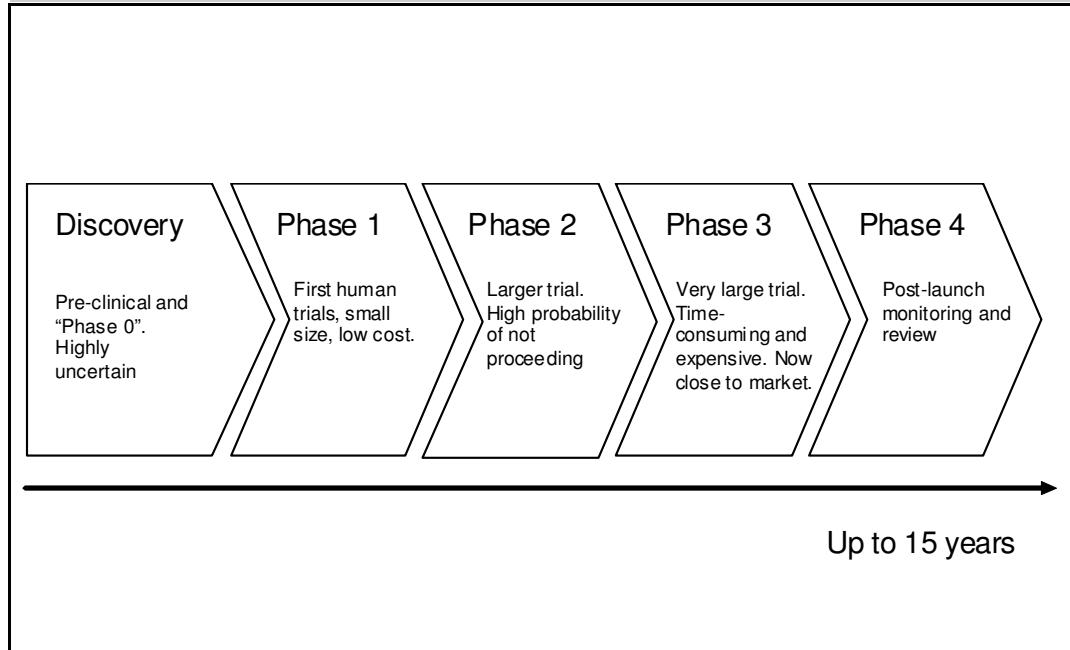 Discovery
Pre-clinical and
“Phase 0”.
Highly
uncertain
Phase 1
First human
trials, small
size, low cost.
Phase 2
Larger trial.
High probability
of not
proceeding
Phase 3
Very large trial.
Time-
consuming and
expensive. Now
close to market.
Phase 4
Post-launch
monitoring and
review
Up to 15 years